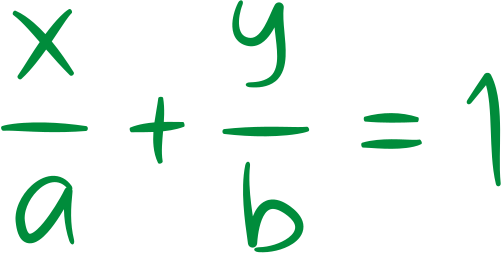 x/a + y/b = 1